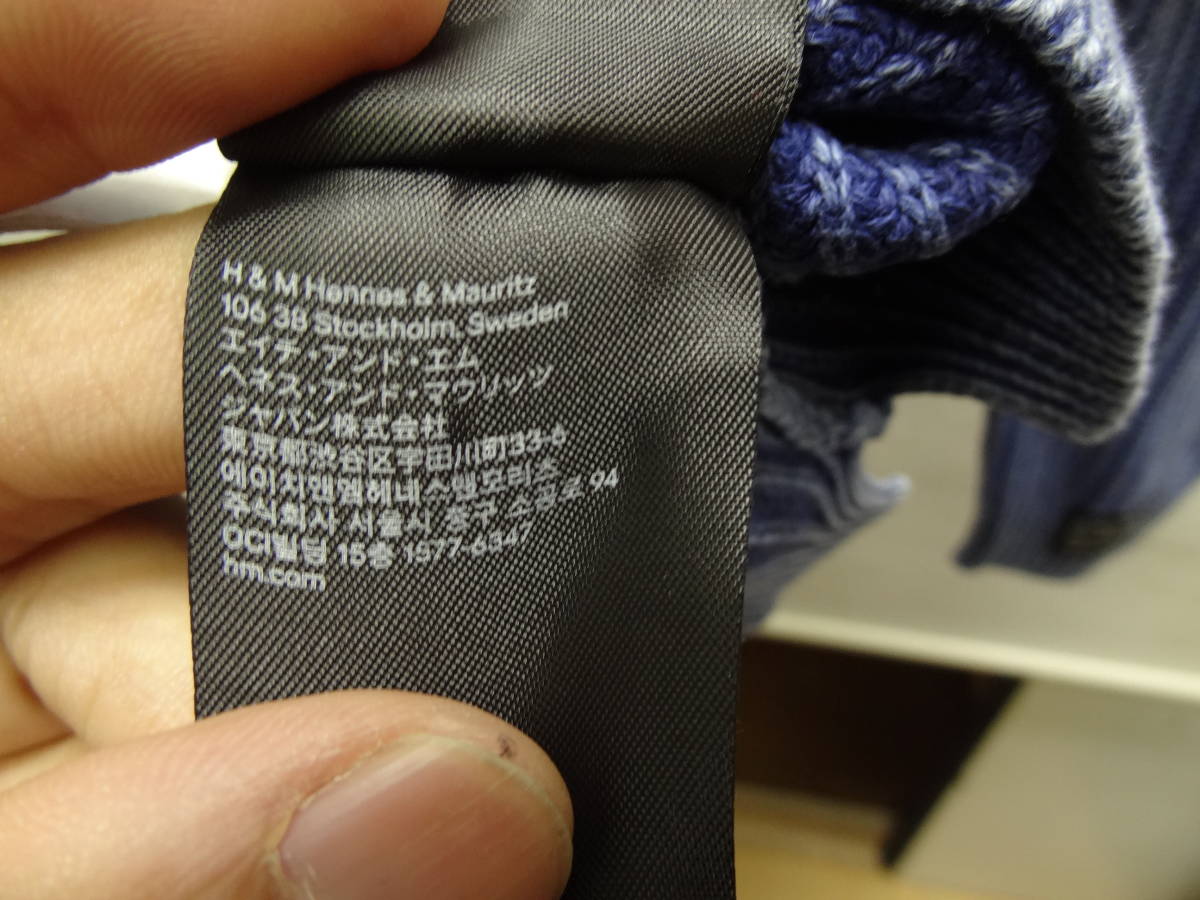 H & M Hennes & Mauritz
106 38 Stockholm, Sweden
エイチ・アンド・エム
ヘネス・アンド・マウリッツ
ジャパン株式会社
東京都渋谷区宇田川町33-6
에이치앤엠헤네스앤모리츠
주식회사 서울시 중구 소공로 94
OCI빌딩 15층 1577-6347
hm.com